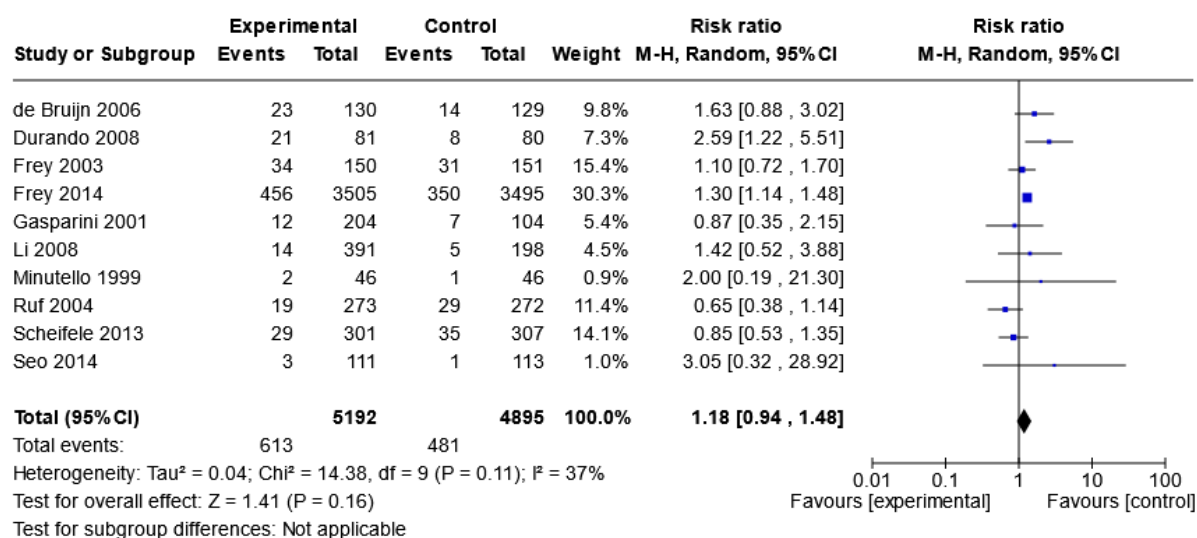 Experimental Control Risk ratio Risk ratio
Study or Subgroup Events Total Events Total Weight M-H, Random, 95% CI M-H, Random, 95% CI
de Bruijn 2006 23 130 14 129 9.8% 1.63 [0.88 , 3.02]
Durando 2008 21 81 8 80 7.3% 2.59 [1.22 , 5.51]
Frey 2003 34 150 31 151 15.4% 1.10 [0.72 , 1.70]
Frey 2014 456 3505 350 3495 30.3% 1.30 [1.14 , 1.48]
Gasparini 2001 12 204 7 104 5.4% 0.87 [0.35 , 2.15]
Li 2008 14 391 5 198 4.5% 1.42 [0.52 , 3.88]
Minutello 1999 2 46 1 46 0.9% 2.00 [0.19 , 21.30]
Ruf 2004 19 273 29 272 11.4% 0.65 [0.38 , 1.14]
Scheifele 2013 29 301 35 307 14.1% 0.85 [0.53 , 1.35]
Seo 2014 3 111 1 113 1.0% 3.05 [0.32 , 28.92]
Total (95% CI) 5192 4895 100.0% 1.18 [0.94 , 1.48]
Total events: 613 481
Heterogeneity: Tau² = 0.04; Chi² = 14.38, df = 9 (P = 0.11); I² = 37%
0.01 0.1 1 10 100
Test for overall effect: Z = 1.41 (P = 0.16) Favours [experimental] Favours [control]
Test for subgroup differences: Not applicable